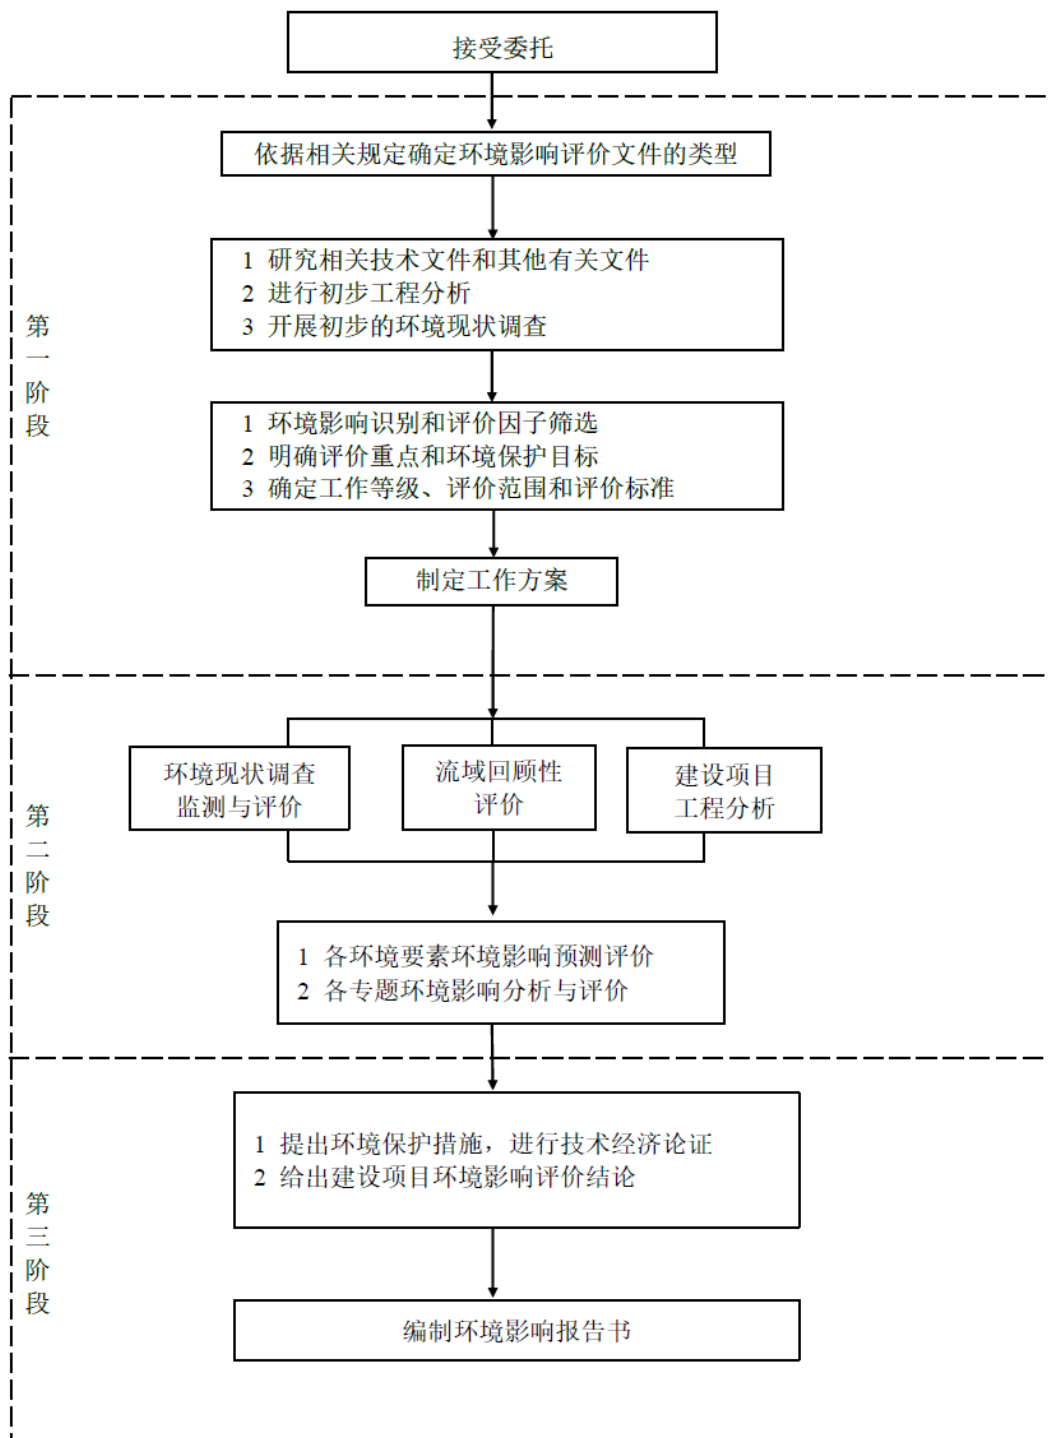 接受委托
依据相关规定确定环境影响评价文件的类型
1 研究相关技术文件和其他有关文件
2 进行初步工程分析
3 开展初步的环境现状调查
第一阶段
1 环境影响识别和评价因子筛选
2 明确评价重点和环境保护目标
3 确定工作等级、评价范围和评价标准
制定工作方案
环境现状调查
监测与评价
流域回顾性
评价
建设项目
工程分析
第二阶段
1 各环境要素环境影响预测评价
2 各专题环境影响分析与评价
1 提出环境保护措施，进行技术经济论证
2 给出建设项目环境影响评价结论
第三阶段
编制环境影响报告书